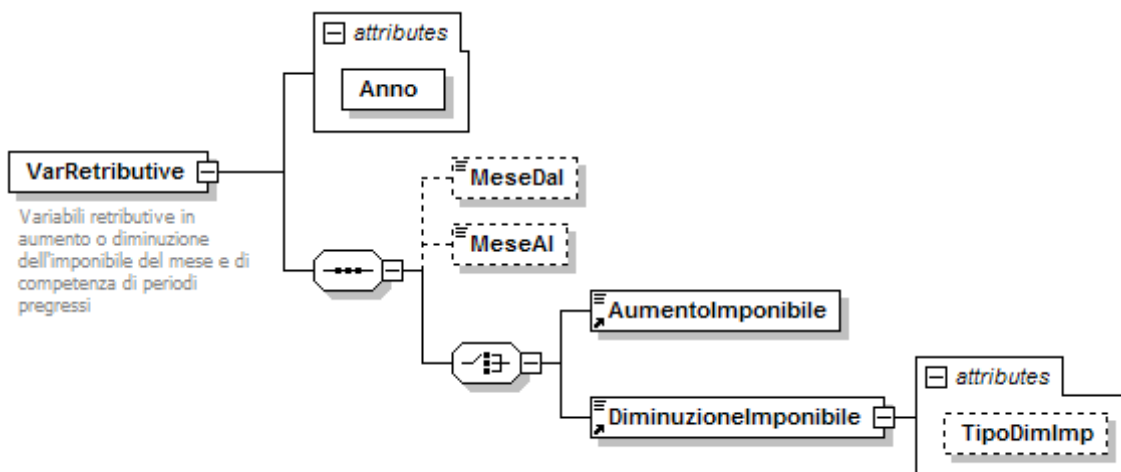 attributes
Anno
VarRetributive
Variabili retributive in
aumento o diminuzione
dell'imponibile del mese e di
competenza di periodi
pregressi
MeseDal
MeseAl
AumentoImponibile
DiminuzioneImponibile
attributes
TipoDimImp